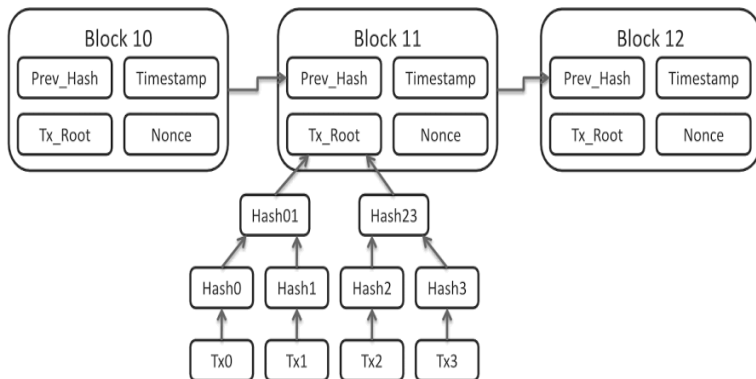 Block 10
Block 11
Block 12
Prev_Hash
Timestamp
Prev_Hash
Timestamp
Prev_Hash
Timestamp
Tx_Root
Nonce
Tx_Root
Nonce
Tx_Root
Nonce
Hash01
Hash23
Hash0
Hash1
Hash2
Hash3
Tx0
Tx1
Tx2
Tx3